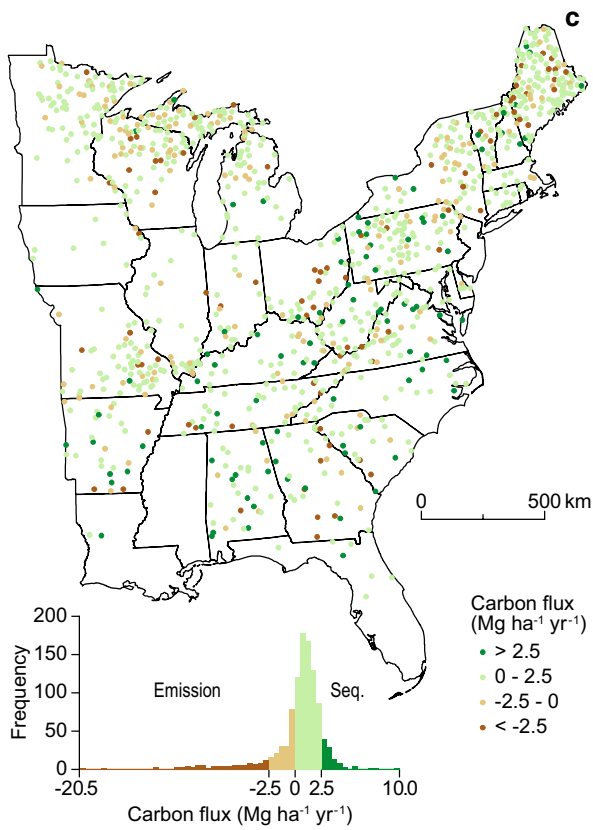 c
0 500 km
Carbon flux
(Mg ha⁻¹ yr⁻¹)
> 2.5
0 - 2.5
-2.5 - 0
< -2.5
200
150
100
50
0
Frequency
Emission Seq.
-20.5 -2.5 0 2.5 10.0
Carbon flux (Mg ha⁻¹ yr⁻¹)